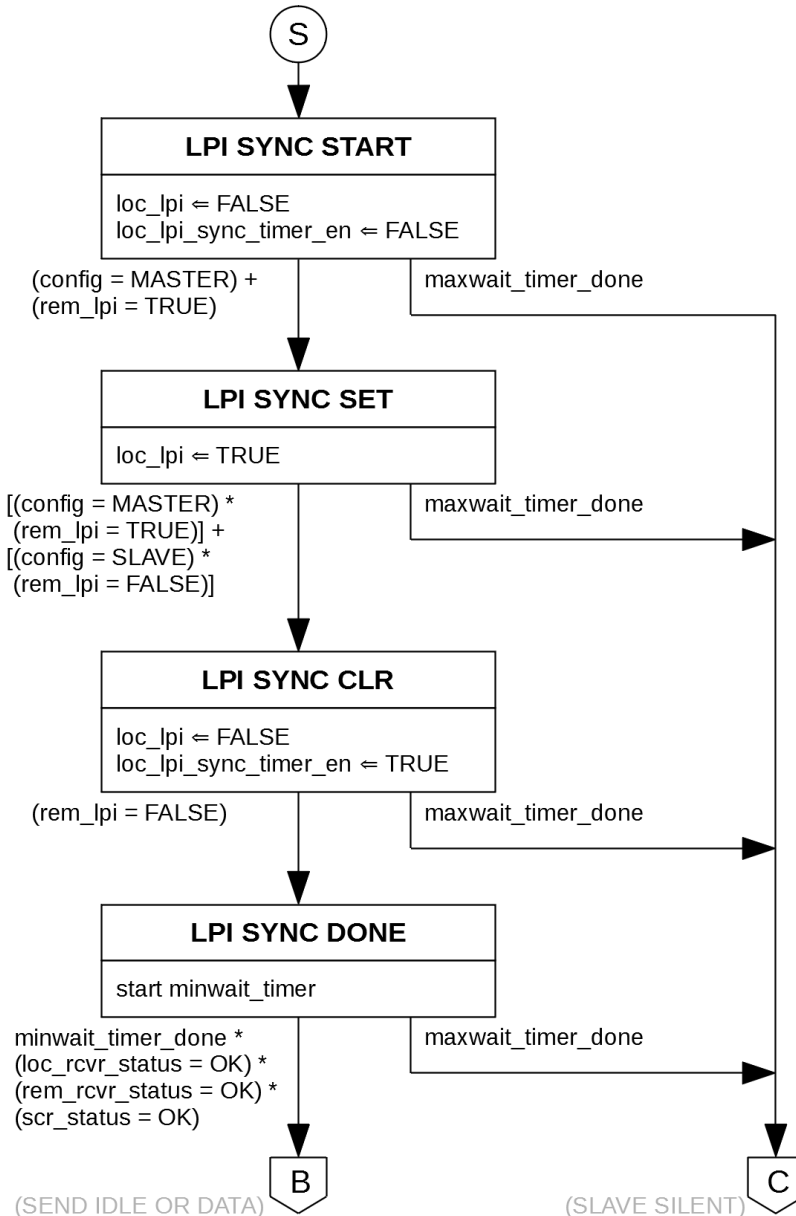 S
LPI SYNC START
loc_lpi ⇐ FALSE
loc_lpi_sync_timer_en ⇐ FALSE
(config = MASTER) +
(rem_lpi = TRUE)
maxwait_timer_done
LPI SYNC SET
loc_lpi ⇐ TRUE
[(config = MASTER) *
(rem_lpi = TRUE)] +
[(config = SLAVE) *
(rem_lpi = FALSE)]
maxwait_timer_done
LPI SYNC CLR
loc_lpi ⇐ FALSE
loc_lpi_sync_timer_en ⇐ TRUE
(rem_lpi = FALSE)
maxwait_timer_done
LPI SYNC DONE
start minwait_timer
minwait_timer_done *
(loc_rcvr_status = OK) *
(rem_rcvr_status = OK) *
(scr_status = OK)
maxwait_timer_done
B
C
(SEND IDLE OR DATA)
(SLAVE SILENT)